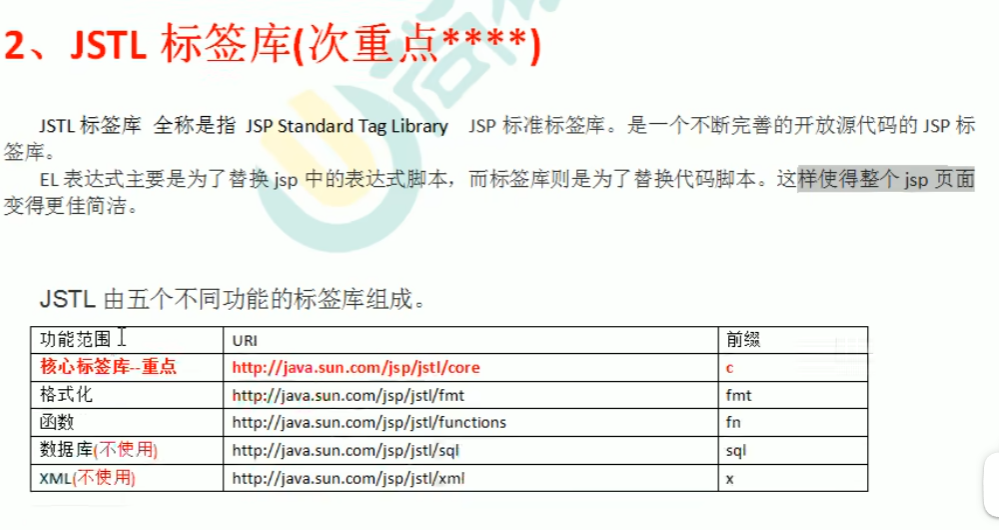 2、JSTL 标签库(次重点****)
JSTL 标签库 全称是指 JSP Standard Tag Library JSP 标准标签库。是一个不断完善的开放源代码的 JSP 标
签库。
EL 表达式主要是为了替换 jsp 中的表达式脚本，而标签库则是为了替换代码脚本。这样使得整个 jsp 页面
变得更佳简洁。
JSTL 由五个不同功能的标签库组成。
功能范围 URI 前缀
核心标签库--重点 http://java.sun.com/jsp/jstl/core c
格式化 http://java.sun.com/jsp/jstl/fmt fmt
函数 http://java.sun.com/jsp/jstl/functions fn
数据库(不使用) http://java.sun.com/jsp/jstl/sql sql
XML(不使用) http://java.sun.com/jsp/jstl/xml x